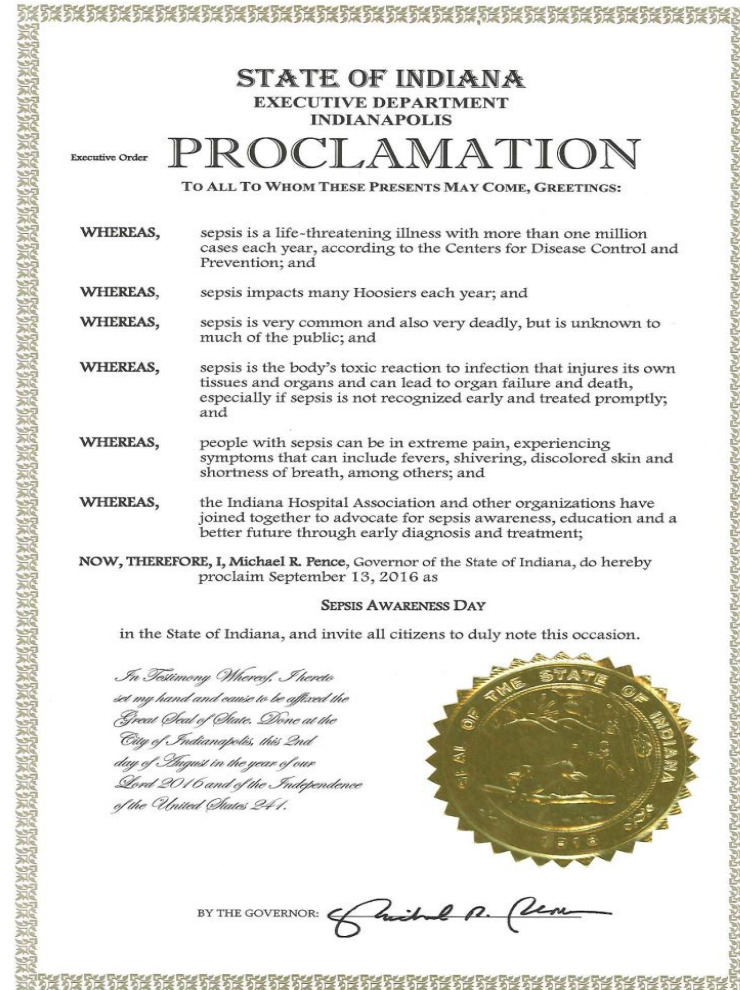 STATE OF INDIANA
EXECUTIVE DEPARTMENT
INDIANAPOLIS
Executive Order PROCLAMATION
TO ALL TO WHOM THESE PRESENTS MAY COME, GREETINGS:
WHEREAS, sepsis is a life-threatening illness with more than one million
cases each year, according to the Centers for Disease Control and
Prevention; and
WHEREAS, sepsis impacts many Hoosiers each year; and
WHEREAS, sepsis is very common and also very deadly, but is unknown to
much of the public; and
WHEREAS, sepsis is the body's toxic reaction to infection that injures its own
tissues and organs and can lead to organ failure and death,
especially if sepsis is not recognized early and treated promptly;
and
WHEREAS, people with sepsis can be in extreme pain, experiencing
symptoms that can include fevers, shivering, discolored skin and
shortness of breath, among others; and
WHEREAS, the Indiana Hospital Association and other organizations have
joined together to advocate for sepsis awareness, education and a
better future through early diagnosis and treatment;
NOW, THEREFORE, I, Michael R. Pence, Governor of the State of Indiana, do hereby
proclaim September 13, 2016 as
SEPSIS AWARENESS DAY
in the State of Indiana, and invite all citizens to duly note this occasion.
In Testimony Whereof, I hereto
set my hand and cause to be affixed the
Great Seal of State. Done at the
City of Indianapolis, this 2nd
day of August in the year of our
Lord 2016 and of the Independence
of the United States 241.
SEAL OF THE STATE OF INDIANA
1816
BY THE GOVERNOR: Michael R. Pence